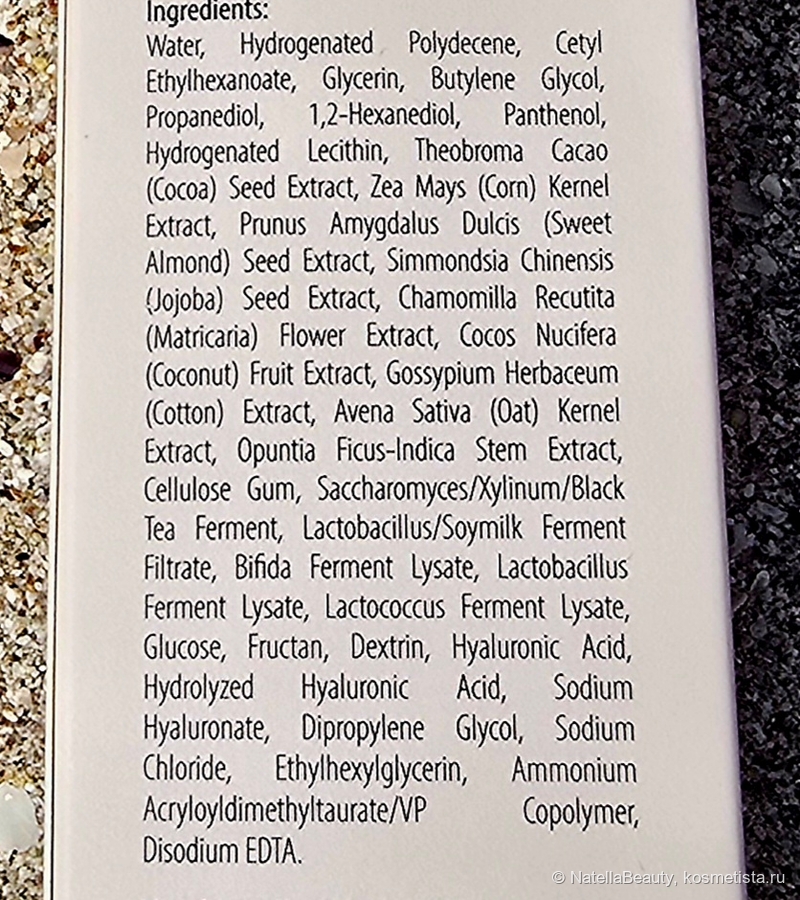 Ingredients:
Water, Hydrogenated Polydecene, Cetyl
Ethylhexanoate, Glycerin, Butylene Glycol,
Propanediol, 1,2-Hexanediol, Panthenol,
Hydrogenated Lecithin, Theobroma Cacao
(Cocoa) Seed Extract, Zea Mays (Corn) Kernel
Extract, Prunus Amygdalus Dulcis (Sweet
Almond) Seed Extract, Simmondsia Chinensis
(Jojoba) Seed Extract, Chamomilla Recutita
(Matricaria) Flower Extract, Cocos Nucifera
(Coconut) Fruit Extract, Gossypium Herbaceum
(Cotton) Extract, Avena Sativa (Oat) Kernel
Extract, Opuntia Ficus-Indica Stem Extract,
Cellulose Gum, Saccharomyces/Xylinum/Black
Tea Ferment, Lactobacillus/Soymilk Ferment
Filtrate, Bifida Ferment Lysate, Lactobacillus
Ferment Lysate, Lactococcus Ferment Lysate,
Glucose, Fructan, Dextrin, Hyaluronic Acid,
Hydrolyzed Hyaluronic Acid, Sodium
Hyaluronate, Dipropylene Glycol, Sodium
Chloride, Ethylhexylglycerin, Ammonium
Acryloyldimethyltaurate/VP Copolymer,
Disodium EDTA.
© NatellaBeauty, kosmetista.ru